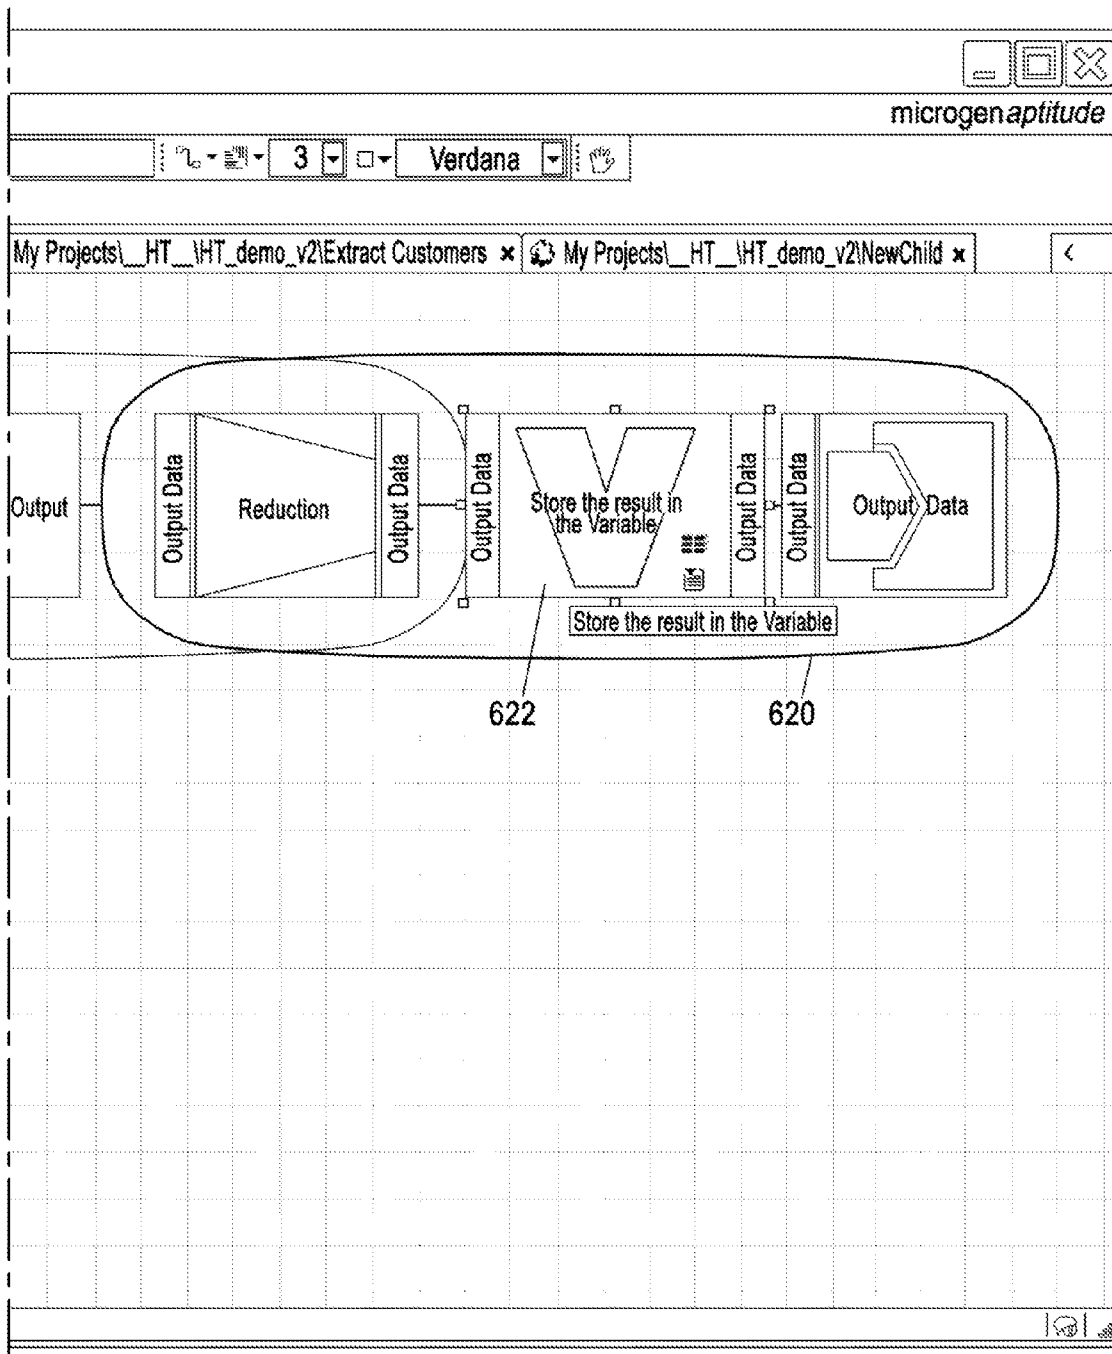 microgenaptitude
3
Verdana
My Projects\__HT__\HT_demo_v2\Extract Customers
My Projects\__HT__\HT_demo_v2\NewChild
Output
Output Data
Reduction
Output Data
Output Data
Store the result in
the Variable
Output Data
Output Data
Output Data
Store the result in the Variable
622
620